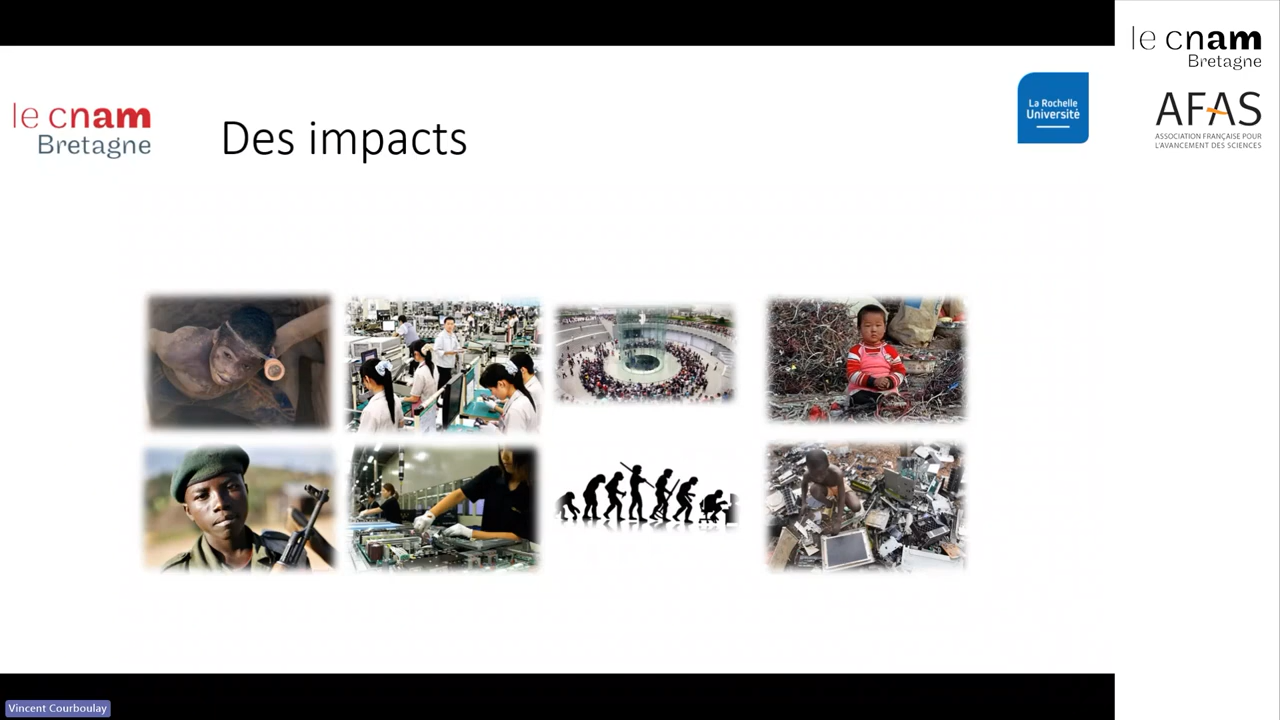 le cnam
Bretagne
Des impacts
La Rochelle
Université
le cnam
Bretagne
AFAS
ASSOCIATION FRANÇAISE POUR
L'AVANCEMENT DES SCIENCES
Vincent Courboulay